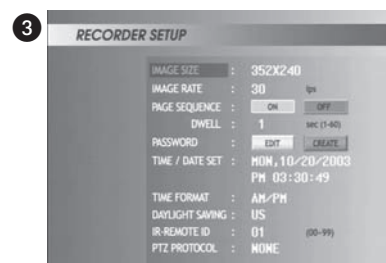 3
RECORDER SETUP
IMAGE SIZE : 352X240
IMAGE RATE : 30 ips
PAGE SEQUENCE : ON OFF
DWELL : 1 sec (1-60)
PASSWORD : EDIT CREATE
TIME / DATE SET : MON,10/20/2003
PM 03:30:49
TIME FORMAT : AM/PM
DAYLIGHT SAVING : US
IR-REMOTE ID : 01 (00~99)
PTZ PROTOCOL : NONE